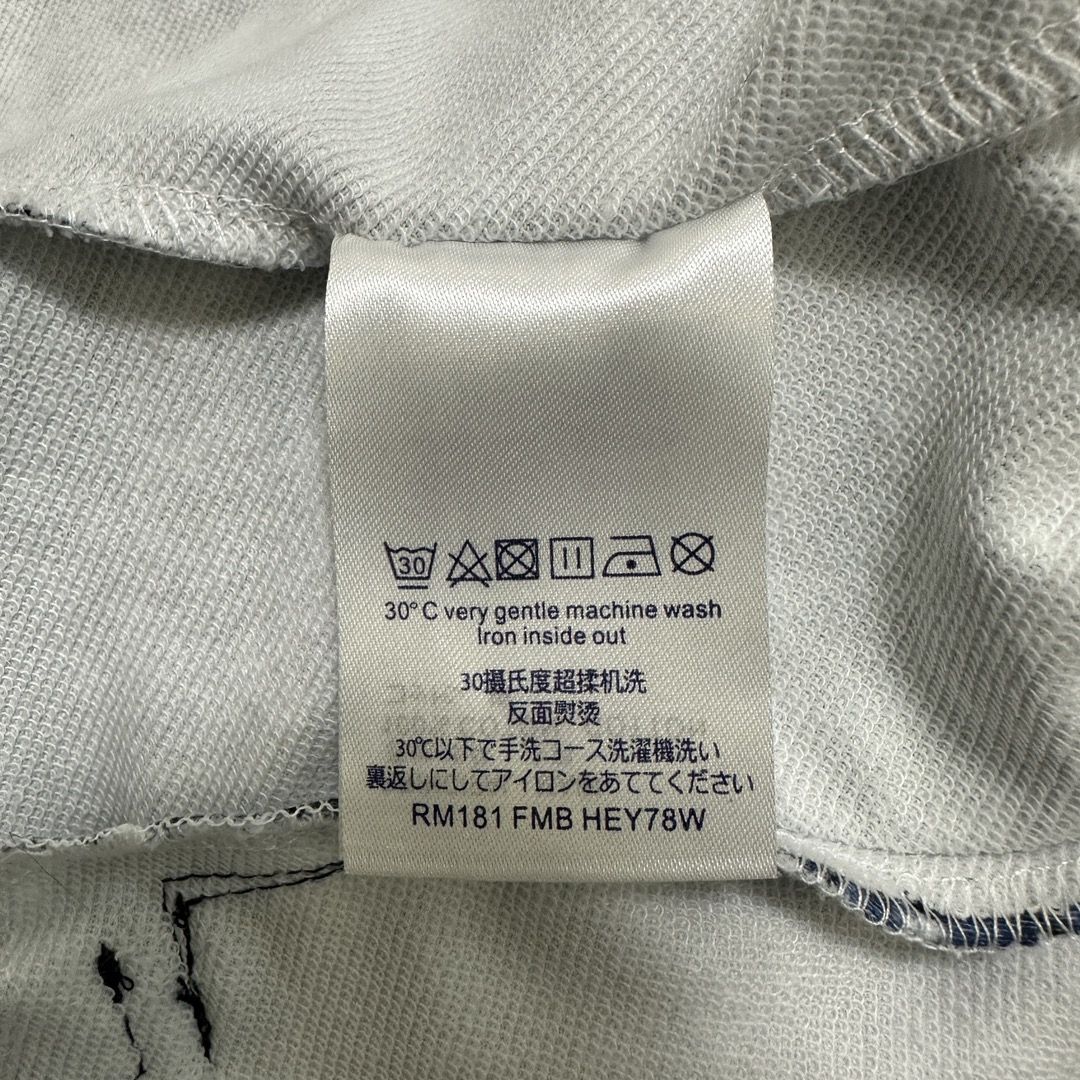 30
30°C very gentle machine wash
Iron inside out
30摄氏度超揉机洗
反面熨烫
30℃以下で手洗コース洗濯機洗い
裏返しにしてアイロンをあててください
RM181 FMB HEY78W